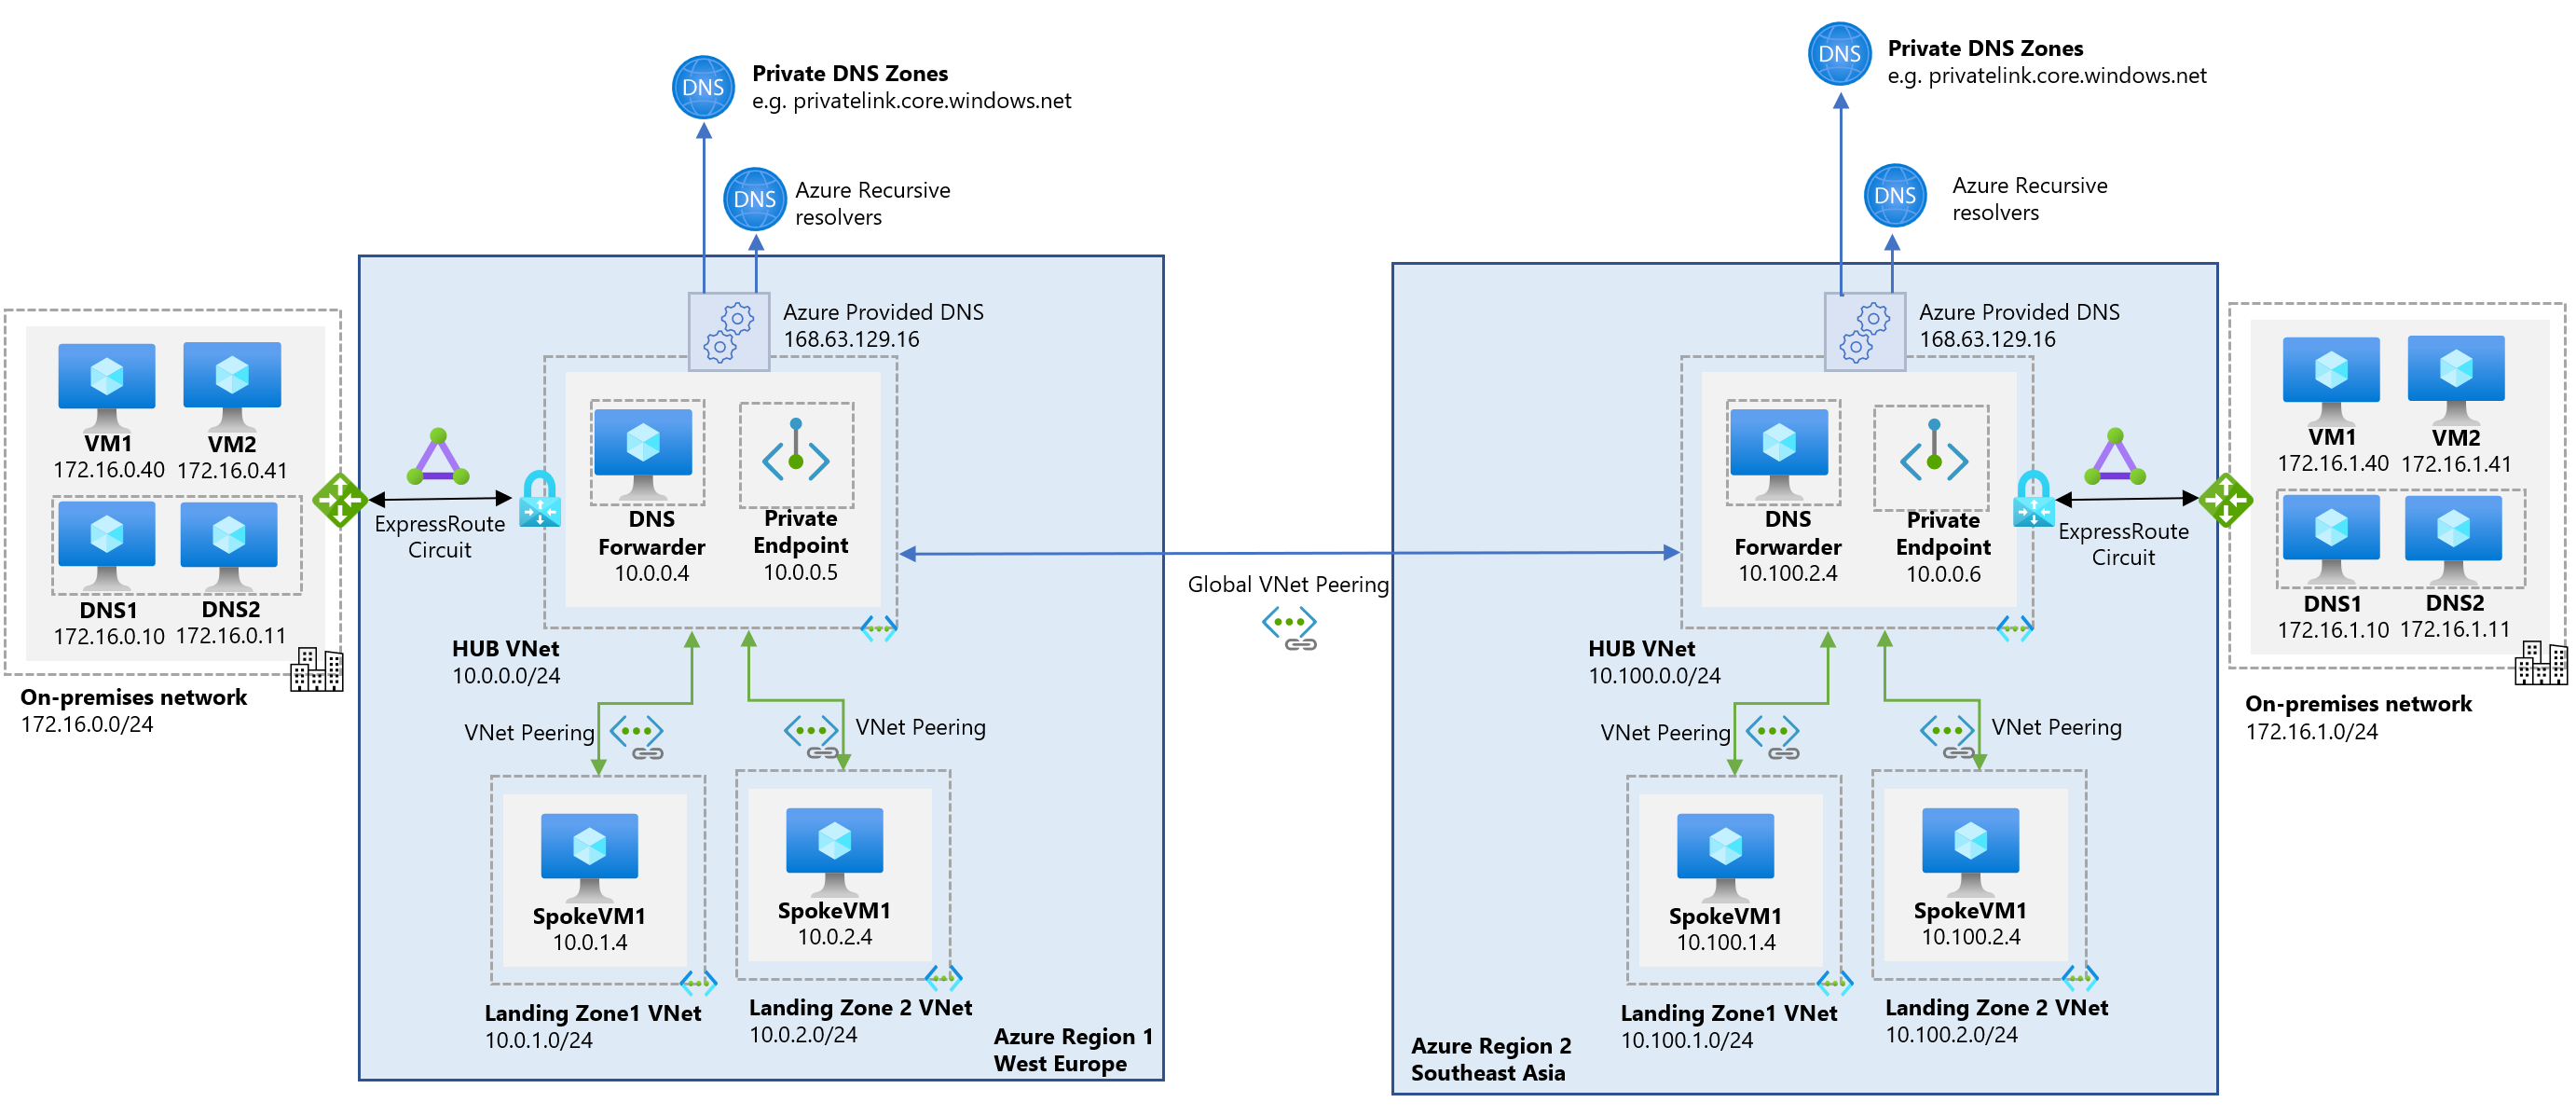 DNS
Private DNS Zones
e.g. privatelink.core.windows.net
DNS
Azure Recursive
resolvers
Azure Provided DNS
168.63.129.16
VM1
172.16.0.40
VM2
172.16.0.41
DNS1
172.16.0.10
DNS2
172.16.0.11
On-premises network
172.16.0.0/24
ExpressRoute
Circuit
DNS
Forwarder
10.0.0.4
Private
Endpoint
10.0.0.5
HUB VNet
10.0.0.0/24
VNet Peering
VNet Peering
SpokeVM1
10.0.1.4
SpokeVM1
10.0.2.4
Landing Zone1 VNet
10.0.1.0/24
Landing Zone 2 VNet
10.0.2.0/24
Azure Region 1
West Europe
Global VNet Peering
DNS
Private DNS Zones
e.g. privatelink.core.windows.net
DNS
Azure Recursive
resolvers
Azure Provided DNS
168.63.129.16
DNS
Forwarder
10.100.2.4
Private
Endpoint
10.0.0.6
HUB VNet
10.100.0.0/24
VNet Peering
VNet Peering
SpokeVM1
10.100.1.4
SpokeVM1
10.100.2.4
Landing Zone1 VNet
10.100.1.0/24
Landing Zone 2 VNet
10.100.2.0/24
Azure Region 2
Southeast Asia
ExpressRoute
Circuit
VM1
172.16.1.40
VM2
172.16.1.41
DNS1
172.16.1.10
DNS2
172.16.1.11
On-premises network
172.16.1.0/24